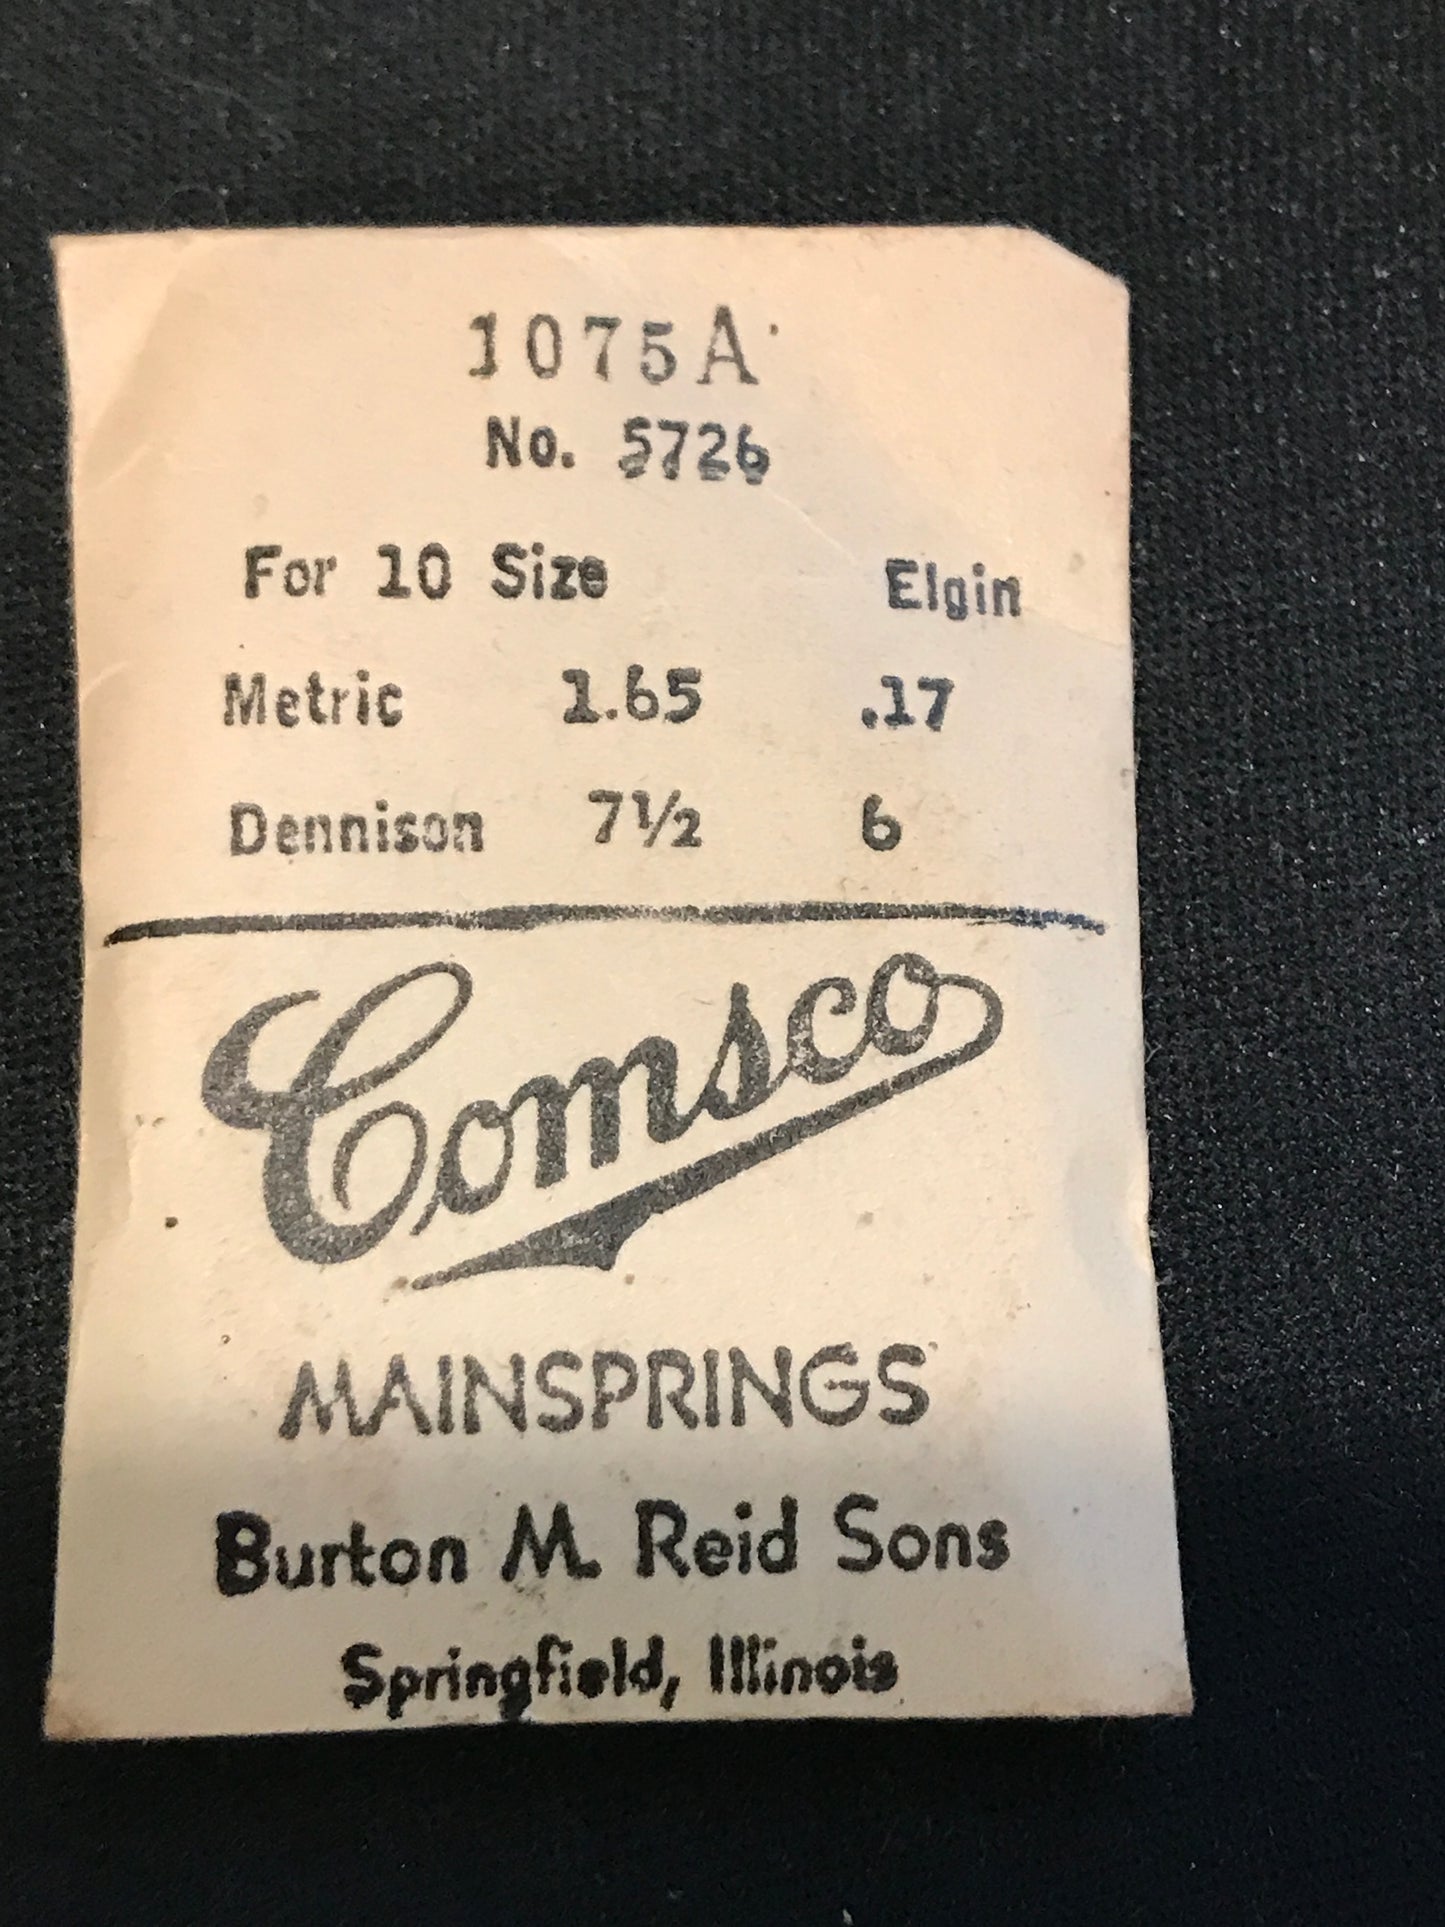 1075A
No. 5726
For 10 Size Elgin
Metric 1.65 .17
Dennison 7½ 6
Comsco
MAINSPRINGS
Burton M. Reid Sons
Springfield, Illinois